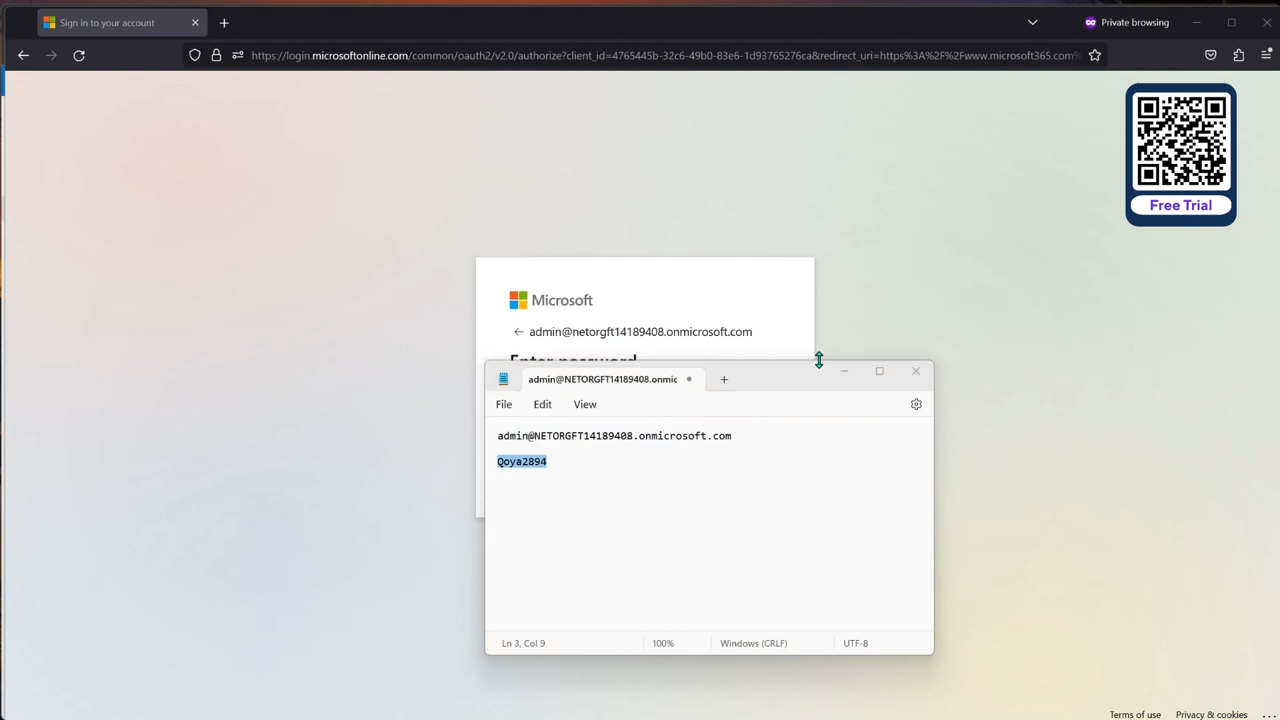 Sign in to your account
Private browsing
https://login.microsoftonline.com/common/oauth2/v2.0/authorize?client_id=4765445b-32c6-49b0-83e6-1d93765276ca&redirect_uri=https%3A%2F%2Fwww.microsoft365.com%
Free Trial
Microsoft
admin@netorgft14189408.onmicrosoft.com
Enter password
admin@NETORGFT14189408.onmic
File Edit View
admin@NETORGFT14189408.onmicrosoft.com
Qoya2894
Ln 3, Col 9 100% Windows (CRLF) UTF-8
Terms of use Privacy & cookies ...